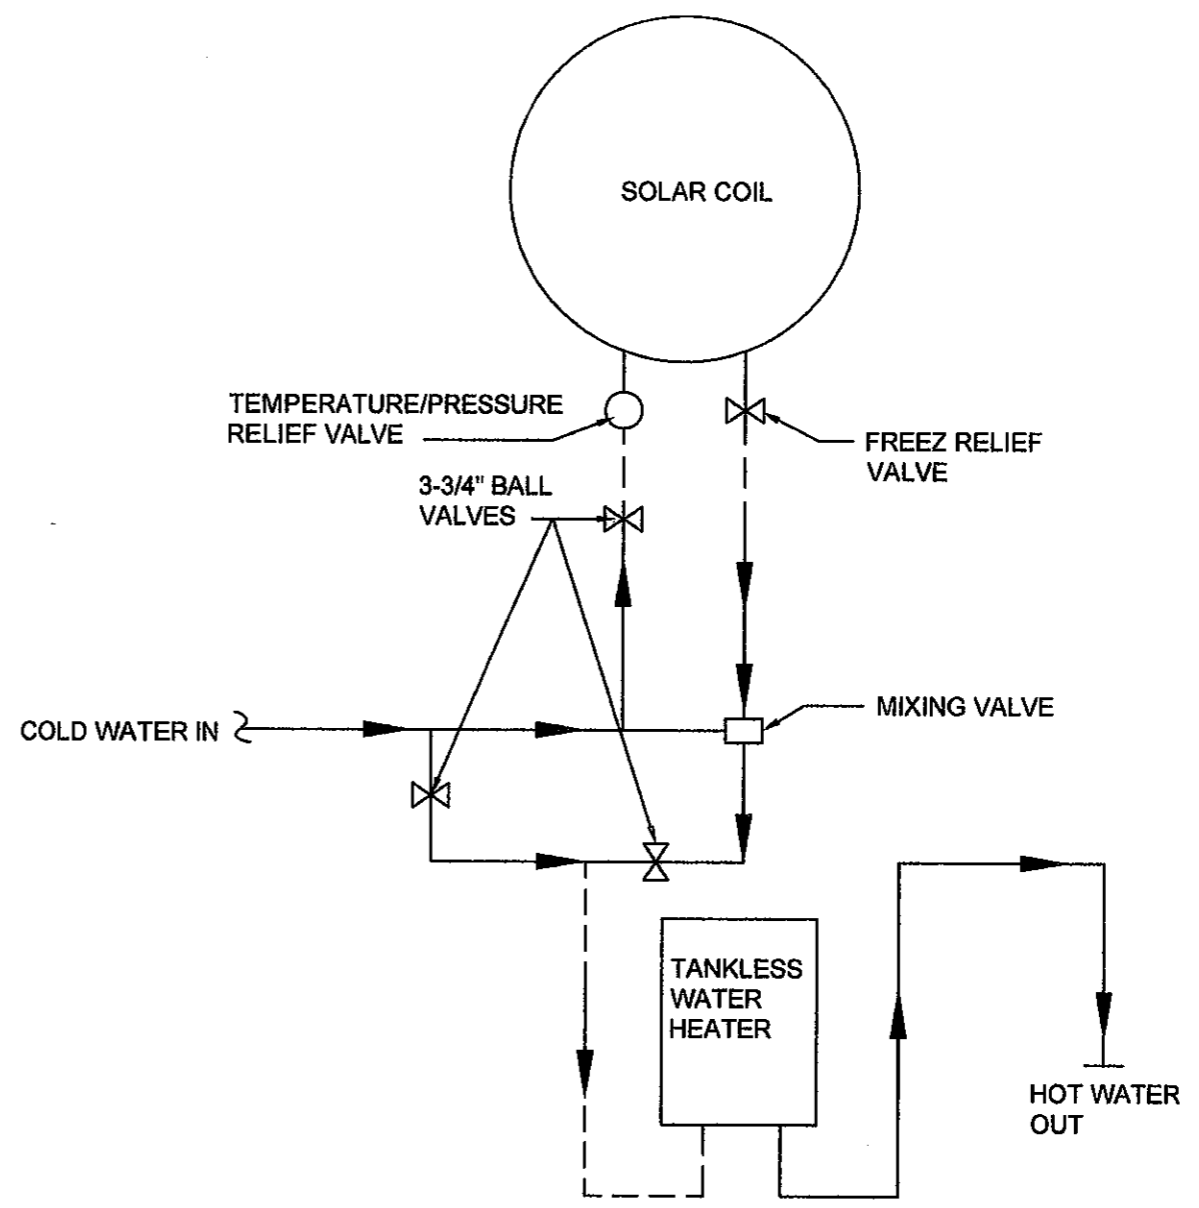 SOLAR COIL
TEMPERATURE/PRESSURE
RELIEF VALVE
FREEZ RELIEF
VALVE
3-3/4" BALL
VALVES
MIXING VALVE
COLD WATER IN
TANKLESS
WATER
HEATER
HOT WATER
OUT